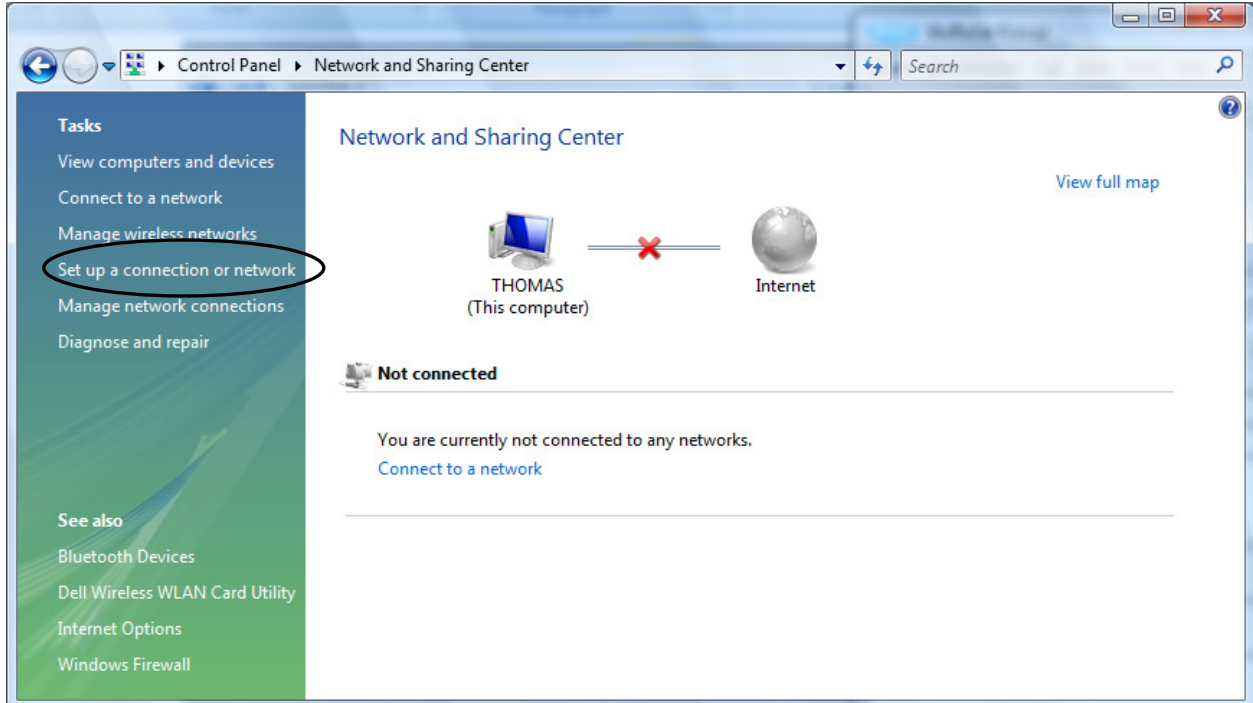 Control Panel Network and Sharing Center
Search
Tasks
View computers and devices
Connect to a network
Manage wireless networks
Set up a connection or network
Manage network connections
Diagnose and repair
See also
Bluetooth Devices
Dell Wireless WLAN Card Utility
Internet Options
Windows Firewall
Network and Sharing Center
View full map
THOMAS
(This computer)
Internet
Not connected
You are currently not connected to any networks.
Connect to a network